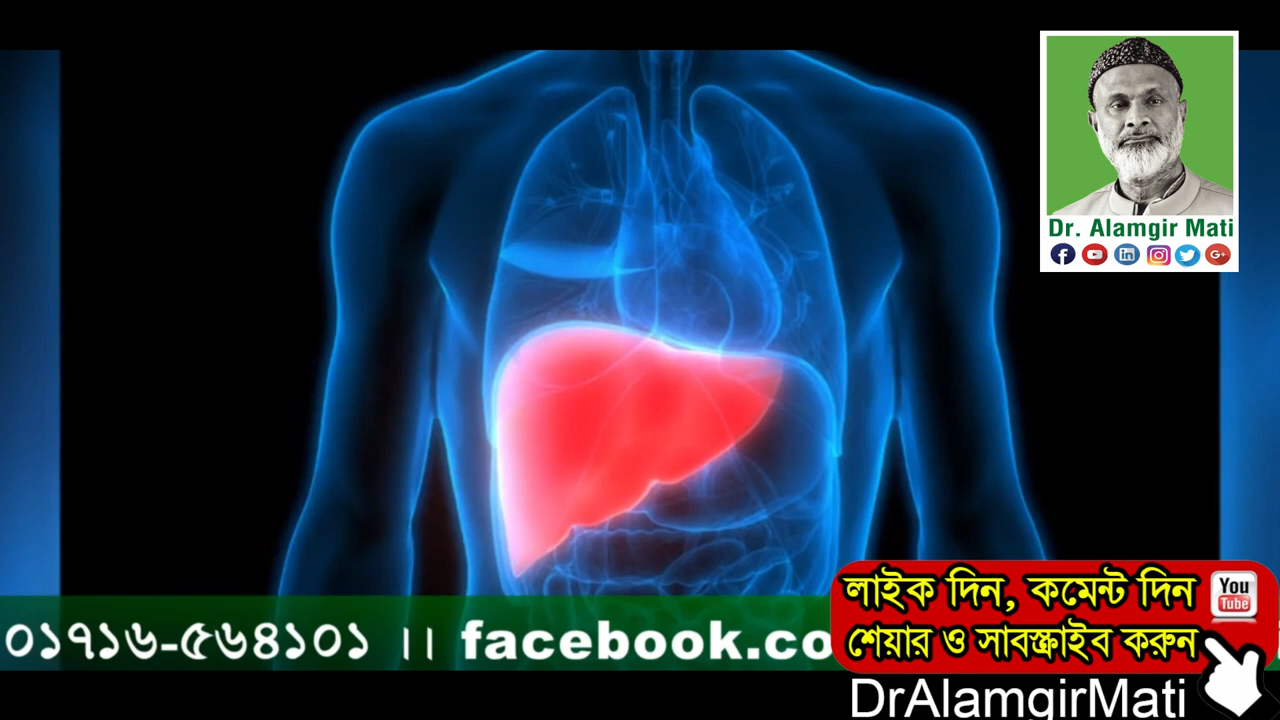 Dr. Alamgir Mati
লাইক দিন, কমেন্ট দিন
You
Tube
শেয়ার ও সাবস্ক্রাইব করুন
০১৭১৬-৫৬৪১০১ ।। facebook.co
DrAlamgirMati